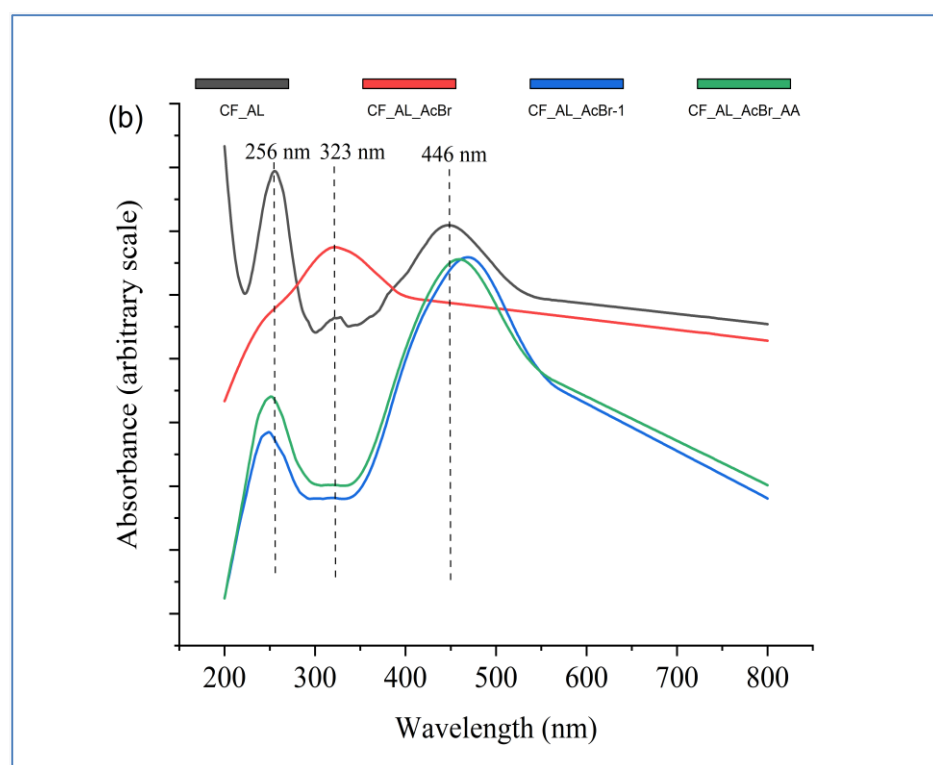 (b)
CF_AL CF_AL_AcBr CF_AL_AcBr-1 CF_AL_AcBr_AA
256 nm 323 nm 446 nm
Absorbance (arbitrary scale)
200 300 400 500 600 700 800
Wavelength (nm)